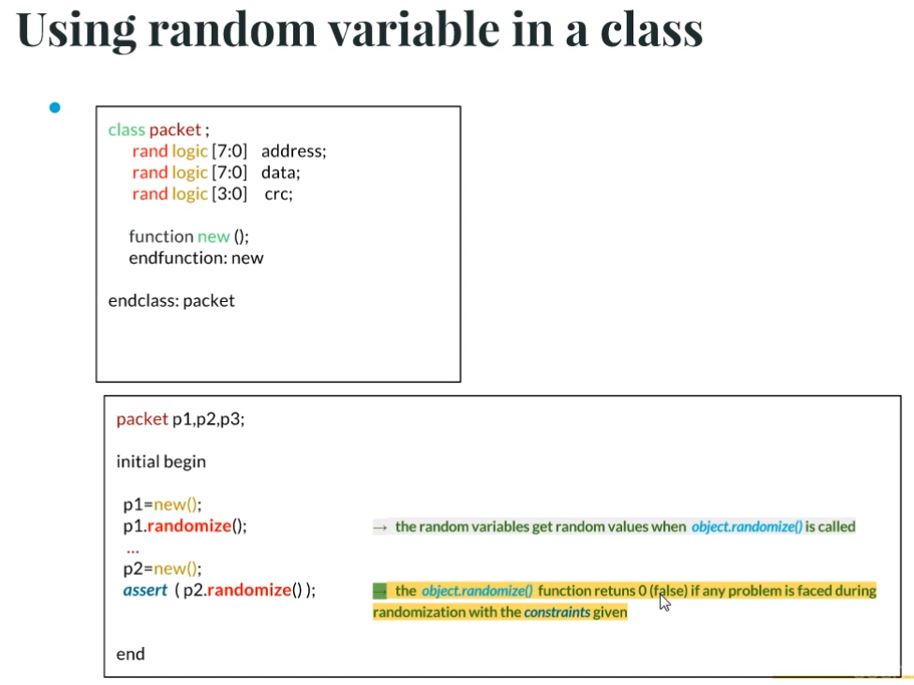 Using random variable in a class
class packet ;
rand logic [7:0] address;
rand logic [7:0] data;
rand logic [3:0] crc;
function new ();
endfunction: new
endclass: packet
packet p1,p2,p3;
initial begin
p1=new();
p1.randomize(); → the random variables get random values when object.randomize() is called
...
p2=new();
assert ( p2.randomize() ); → the object.randomize() function retuns 0 (false) if any problem is faced during
randomization with the constraints given
end